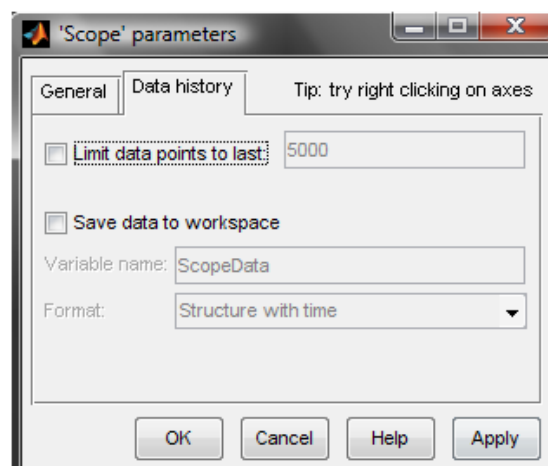 'Scope' parameters
General Data history Tip: try right clicking on axes
Limit data points to last: 5000
Save data to workspace
Variable name: ScopeData
Format: Structure with time
OK Cancel Help Apply